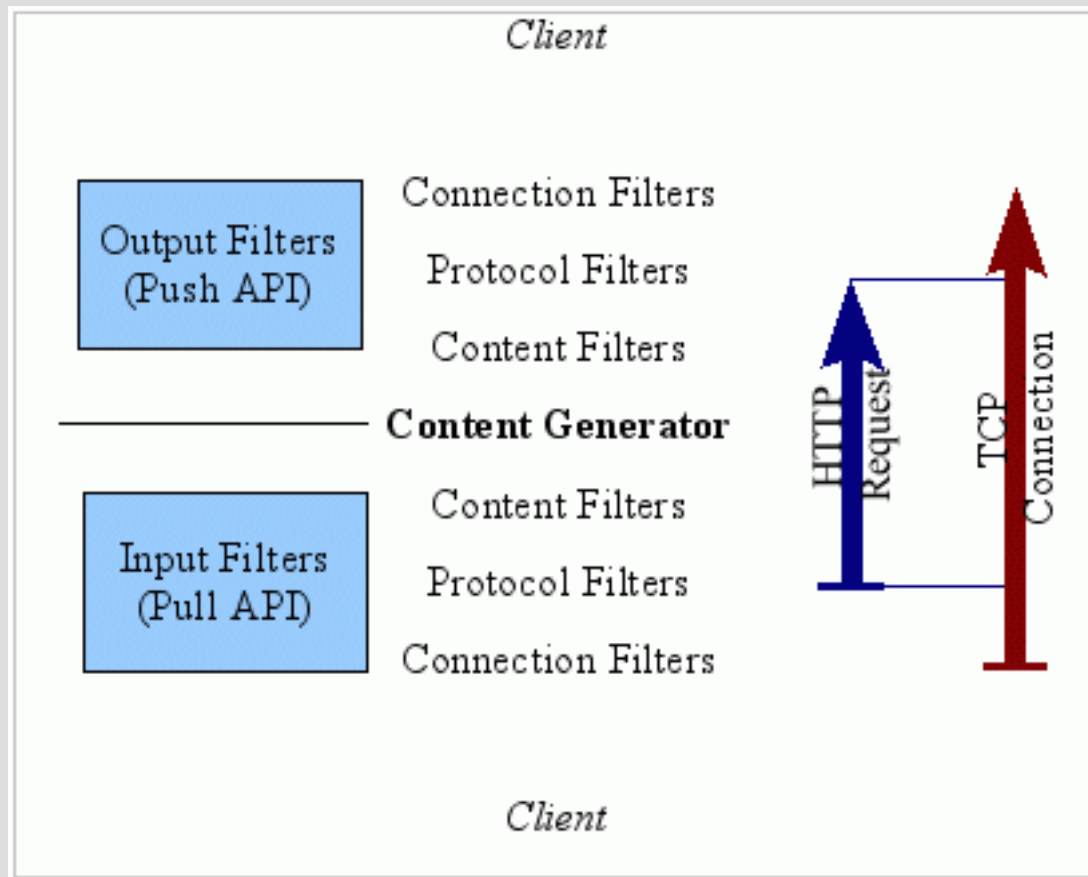 Client
Output Filters
(Push API)
Connection Filters
Protocol Filters
Content Filters
Content Generator
Input Filters
(Pull API)
Content Filters
Protocol Filters
Connection Filters
HTTP
Request
TCP
Connection
Client